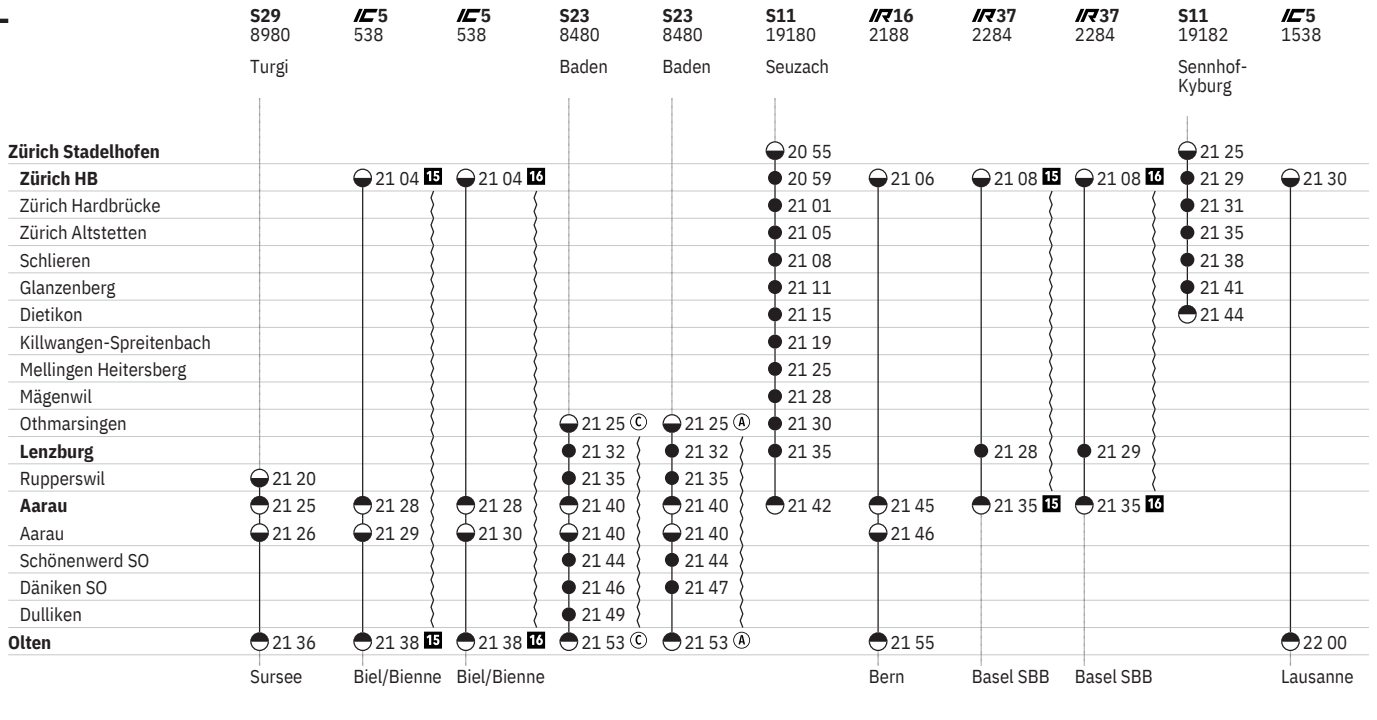 S29 IC5 IC5 S23 S23 S11 IR16 IR37 IR37 S11 IC5
8980 538 538 8480 8480 19180 2188 2284 2284 19182 1538
Turgi Baden Baden Seuzach Sennhof-
Kyburg
Zürich Stadelhofen 20 55 21 25
Zürich HB 21 04 15 21 04 16 20 59 21 06 21 08 15 21 08 16 21 29 21 30
Zürich Hardbrücke 21 01 21 31
Zürich Altstetten 21 05 21 35
Schlieren 21 08 21 38
Glanzenberg 21 11 21 41
Dietikon 21 15 21 44
Killwangen-Spreitenbach 21 19
Mellingen Heitersberg 21 25
Mägenwil 21 28
Othmarsingen 21 25 C 21 25 A 21 30
Lenzburg 21 32 21 32 21 35 21 28 21 29
Rupperswil 21 20 21 35 21 35
Aarau 21 25 21 28 21 28 21 40 21 40 21 42 21 45 21 35 15 21 35 16
Aarau 21 26 21 29 21 30 21 40 21 40 21 46
Schönenwerd SO 21 44 21 44
Däniken SO 21 46 21 47
Dulliken 21 49
Olten 21 36 21 38 15 21 38 16 21 53 C 21 53 A 21 55 22 00
Sursee Biel/Bienne Biel/Bienne Bern Basel SBB Basel SBB Lausanne